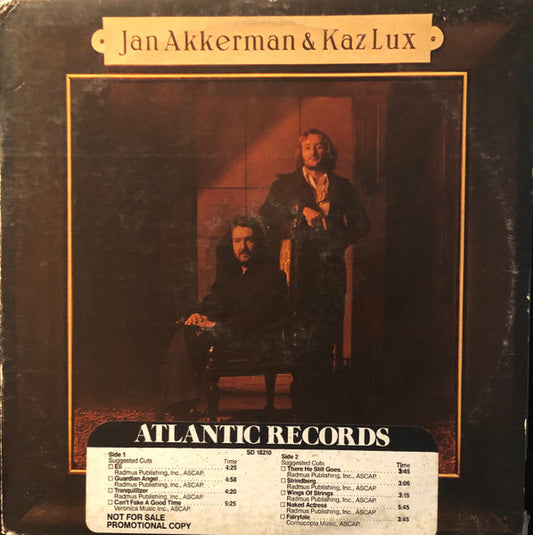 Jan Akkerman & Kaz Lux
ATLANTIC RECORDS
SD 18210
Side 1
Suggested Cuts Time
Eli 4:25
Radmus Publishing, Inc., ASCAP.
Guardian Angel 4:58
Radmus Publishing, Inc., ASCAP.
Tranquillizer 4:20
Radmus Publishing, Inc., ASCAP.
Can't Fake A Good Time 5:25
Veronica Music Inc., ASCAP.
NOT FOR SALE
PROMOTIONAL COPY
Side 2
Suggested Cuts Time
There He Still Goes 3:45
Radmus Publishing, Inc., ASCAP.
Strindberg 3:06
Radmus Publishing, Inc., ASCAP.
Wings Of Strings 3:15
Radmus Publishing, Inc., ASCAP.
Naked Actress 5:45
Radmus Publishing, Inc., ASCAP.
Fairytale 3:45
Cornucopia Music, ASCAP.